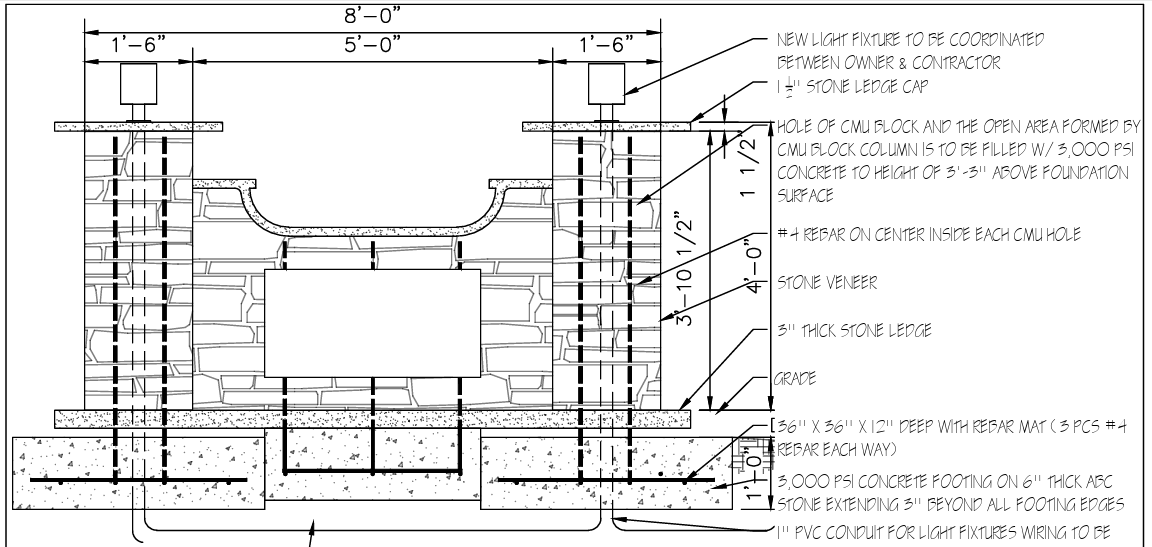 8'-0"
1'-6"
5'-0"
1'-6"
NEW LIGHT FIXTURE TO BE COORDINATED
BETWEEN OWNER & CONTRACTOR
1 1/2" STONE LEDGE CAP
HOLE OF CMU BLOCK AND THE OPEN AREA FORMED BY
CMU BLOCK COLUMN IS TO BE FILLED W/ 3,000 PSI
CONCRETE TO HEIGHT OF 3'-3" ABOVE FOUNDATION
SURFACE
1 1/2"
#4 REBAR ON CENTER INSIDE EACH CMU HOLE
3'-10 1/2"
4'-0"
STONE VENEER
3" THICK STONE LEDGE
GRADE
36" X 36" X 12" DEEP WITH REBAR MAT ( 3 PCS #4
REBAR EACH WAY)
1'-0"
3,000 PSI CONCRETE FOOTING ON 6" THICK ABC
STONE EXTENDING 3" BEYOND ALL FOOTING EDGES
1" PVC CONDUIT FOR LIGHT FIXTURES WIRING TO BE